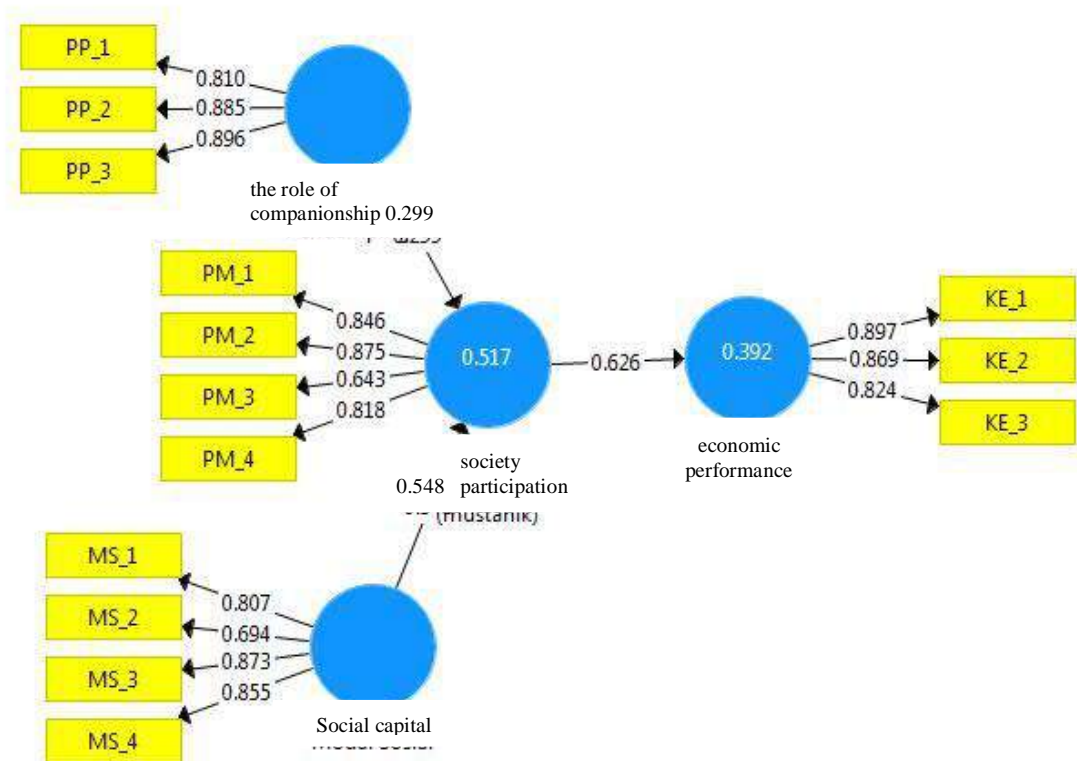 PP_1
0.810
PP_2
0.885
0.896
PP_3
the role of
companionship 0.299
PM_1
0.846
PM_2
0.875
0.643
PM_3
0.818
PM_4
0.517
0.626
0.392
KE_1
0.897
KE_2
0.869
0.824
KE_3
society
0.548 participation
economic
performance
MS_1
0.807
MS_2
0.694
0.873
MS_3
0.855
MS_4
Social capital